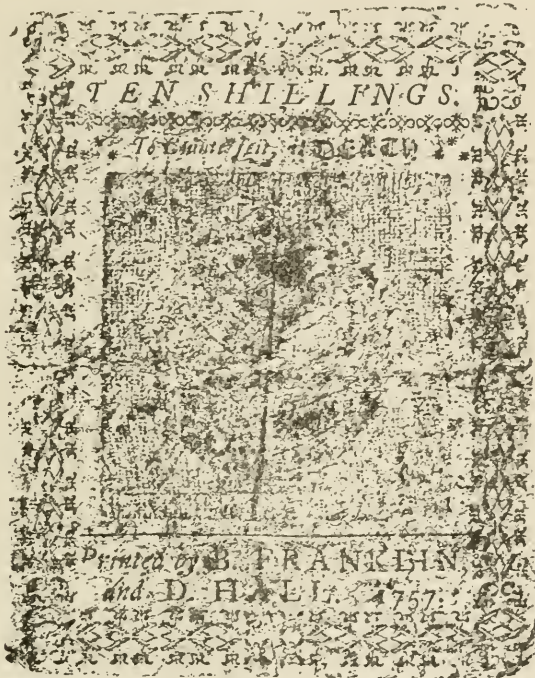 TEN SHILLINGS.
To Counterfeit, is DEATH.
Printed by B. FRANKLIN,
and D. HALL. 1757.